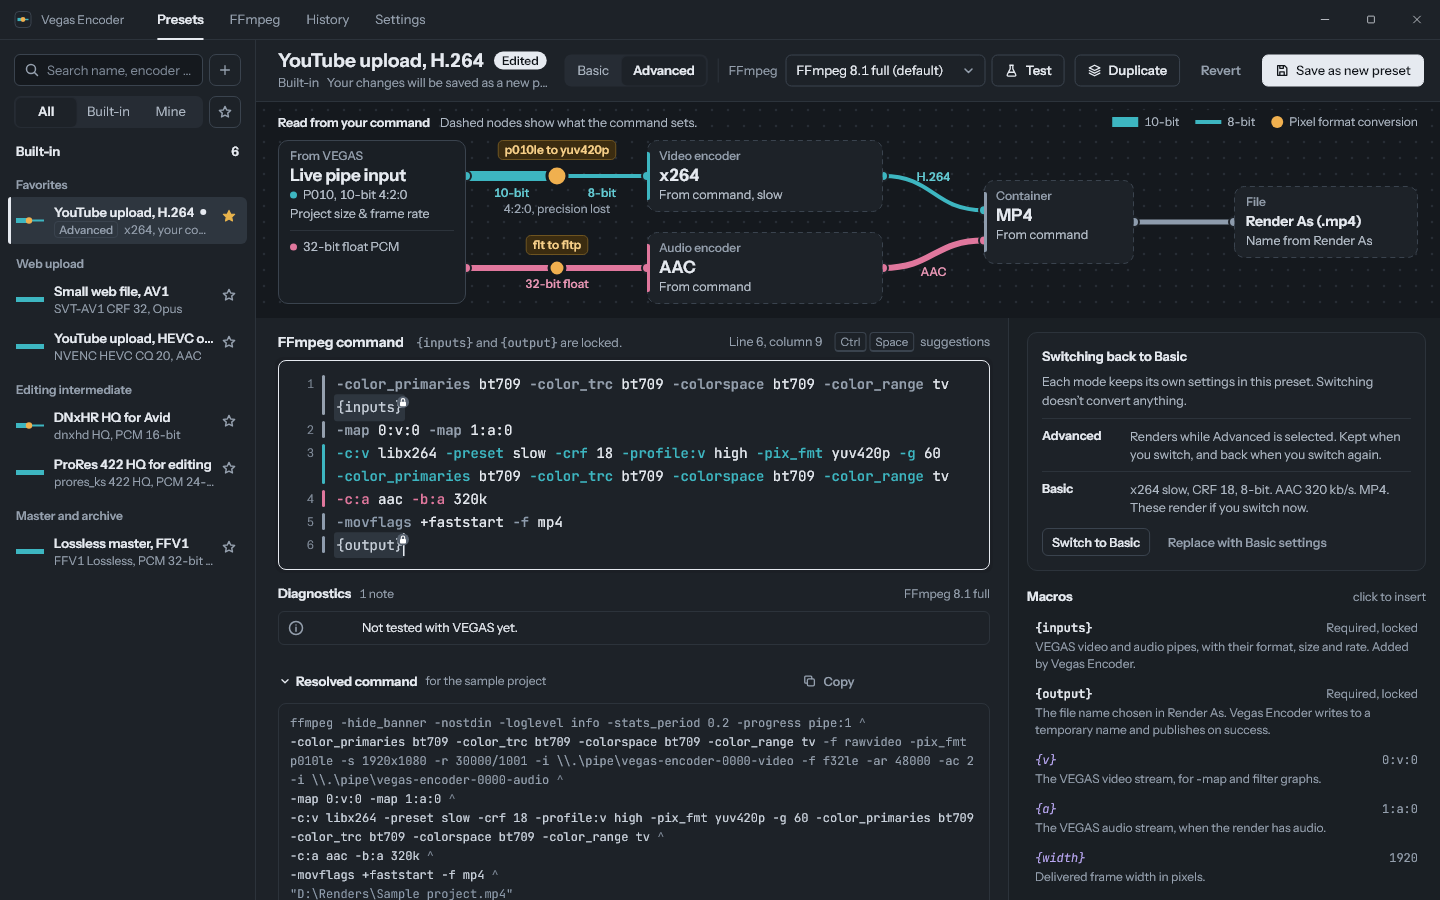 Vegas Encoder
Presets
FFmpeg
History
Settings
Search name, encoder ...
All
Built-in
Mine
Built-in
6
Favorites
YouTube upload, H.264
Advanced
x264, your co...
Web upload
Small web file, AV1
SVT-AV1 CRF 32, Opus
YouTube upload, HEVC o...
NVENC HEVC CQ 20, AAC
Editing intermediate
DNxHR HQ for Avid
dnxhd HQ, PCM 16-bit
ProRes 422 HQ for editing
prores_ks 422 HQ, PCM 24-...
Master and archive
Lossless master, FFV1
FFV1 Lossless, PCM 32-bit ...
YouTube upload, H.264
Edited
Built-in
Your changes will be saved as a new p...
Basic
Advanced
FFmpeg
FFmpeg 8.1 full (default)
Test
Duplicate
Revert
Save as new preset
Read from your command
Dashed nodes show what the command sets.
10-bit
8-bit
Pixel format conversion
From VEGAS
Live pipe input
P010, 10-bit 4:2:0
Project size & frame rate
32-bit float PCM
p010le to yuv420p
10-bit
8-bit
4:2:0, precision lost
flt to fltp
32-bit float
Video encoder
x264
From command, slow
Audio encoder
AAC
From command
H.264
AAC
Container
MP4
From command
File
Render As (.mp4)
Name from Render As
FFmpeg command
{inputs} and {output} are locked.
Line 6, column 9
Ctrl
Space
suggestions
1
-color_primaries bt709 -color_trc bt709 -colorspace bt709 -color_range tv
{inputs}
2
-map 0:v:0 -map 1:a:0
3
-c:v libx264 -preset slow -crf 18 -profile:v high -pix_fmt yuv420p -g 60
-color_primaries bt709 -color_trc bt709 -colorspace bt709 -color_range tv
4
-c:a aac -b:a 320k
5
-movflags +faststart -f mp4
6
{output}
Diagnostics
1 note
FFmpeg 8.1 full
Not tested with VEGAS yet.
Resolved command
for the sample project
Copy
ffmpeg -hide_banner -nostdin -loglevel info -stats_period 0.2 -progress pipe:1 ^
-color_primaries bt709 -color_trc bt709 -colorspace bt709 -color_range tv -f rawvideo -pix_fmt
p010le -s 1920x1080 -r 30000/1001 -i \\.\pipe\vegas-encoder-0000-video -f f32le -ar 48000 -ac 2
-i \\.\pipe\vegas-encoder-0000-audio ^
-map 0:v:0 -map 1:a:0 ^
-c:v libx264 -preset slow -crf 18 -profile:v high -pix_fmt yuv420p -g 60 -color_primaries bt709
-color_trc bt709 -colorspace bt709 -color_range tv ^
-c:a aac -b:a 320k ^
-movflags +faststart -f mp4 ^
"D:\Renders\Sample project.mp4"
Switching back to Basic
Each mode keeps its own settings in this preset. Switching
doesn't convert anything.
Advanced
Renders while Advanced is selected. Kept when
you switch, and back when you switch again.
Basic
x264 slow, CRF 18, 8-bit. AAC 320 kb/s. MP4.
These render if you switch now.
Switch to Basic
Replace with Basic settings
Macros
click to insert
{inputs}
Required, locked
VEGAS video and audio pipes, with their format, size and rate. Added
by Vegas Encoder.
{output}
Required, locked
The file name chosen in Render As. Vegas Encoder writes to a
temporary name and publishes on success.
{v}
0:v:0
The VEGAS video stream, for -map and filter graphs.
{a}
1:a:0
The VEGAS audio stream, when the render has audio.
{width}
1920
Delivered frame width in pixels.